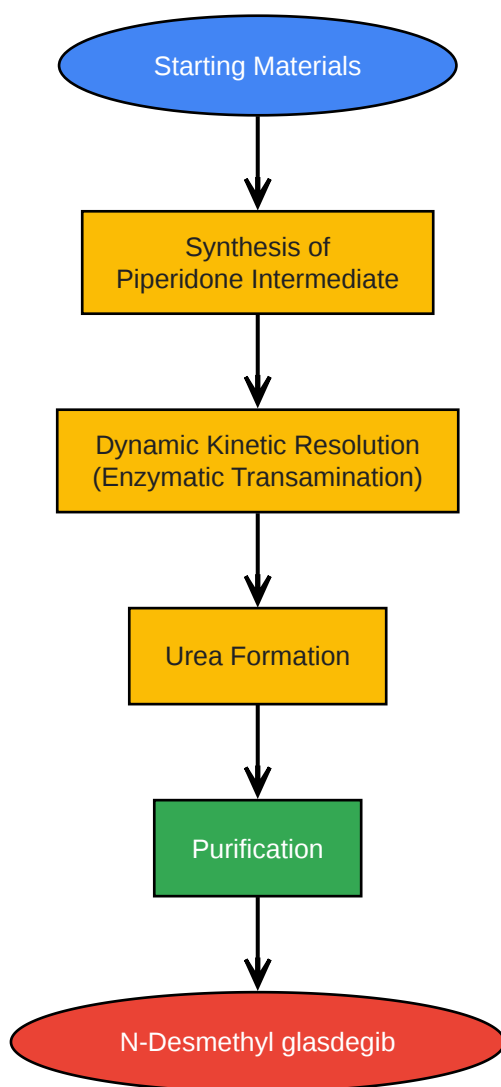 Starting Materials
Synthesis of
Piperidone Intermediate
Dynamic Kinetic Resolution
(Enzymatic Transamination)
Urea Formation
Purification
N-Desmethyl glasdegib